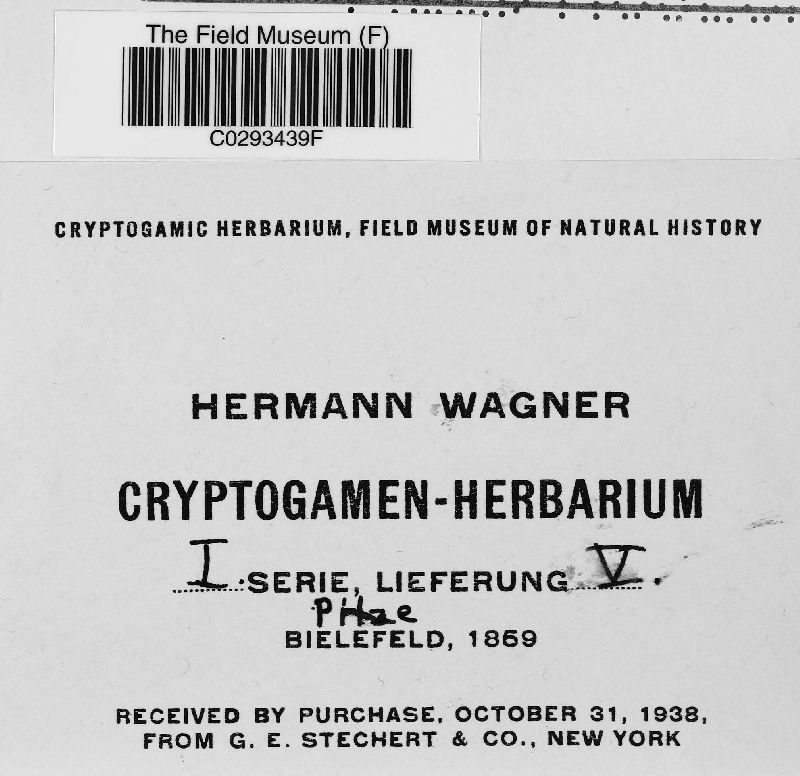 The Field Museum (F)
C0293439F
CRYPTOGAMIC HERBARIUM, FIELD MUSEUM OF NATURAL HISTORY
HERMANN WAGNER
CRYPTOGAMEN-HERBARIUM
I. SERIE, LIEFERUNG V.
Pilze
BIELEFELD, 1869
RECEIVED BY PURCHASE, OCTOBER 31, 1938,
FROM G. E. STECHERT & CO., NEW YORK